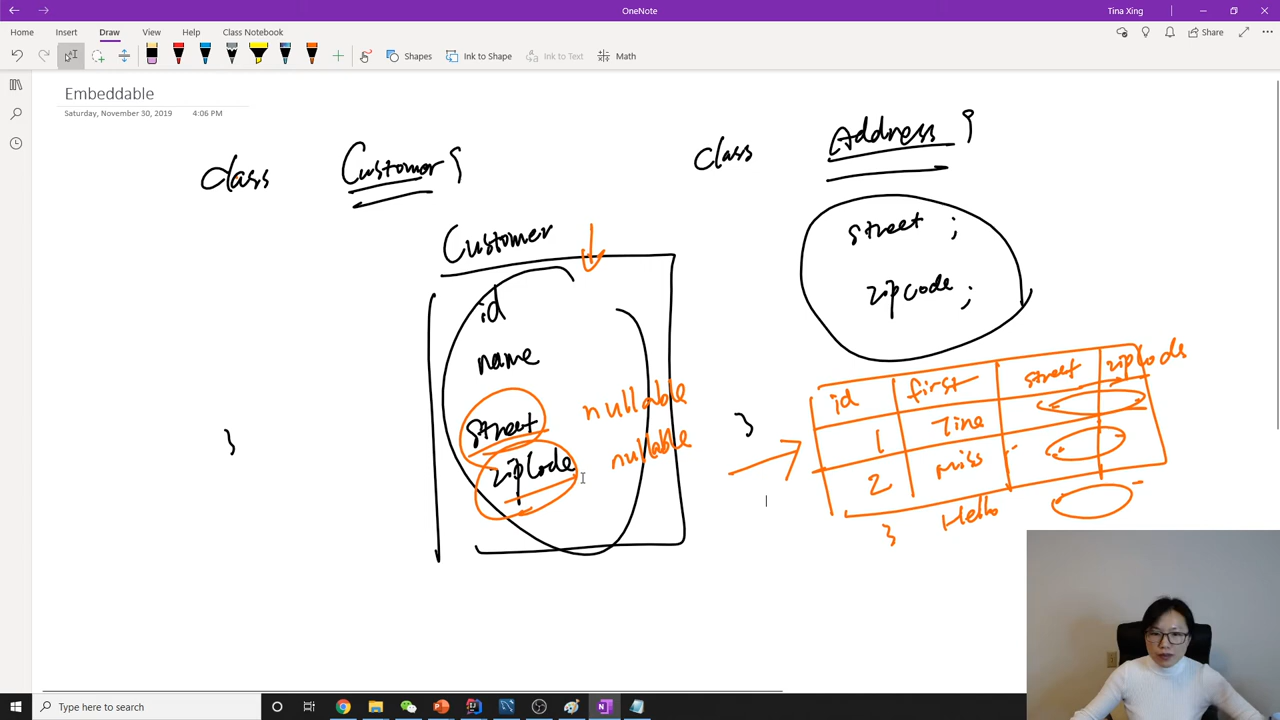 OneNote
Tina Xing
Home Insert Draw View Help Class Notebook
Share
Shapes Ink to Shape Ink to Text Math
Embeddable
Saturday, November 30, 2019 4:06 PM
class Customer {
class Address {
street ;
zipcode ;
}
Customer
id
name
street nullable
zipCode nullable
}
id first street zipcode
1 Tina
2 miss
3 Hello
Type here to search